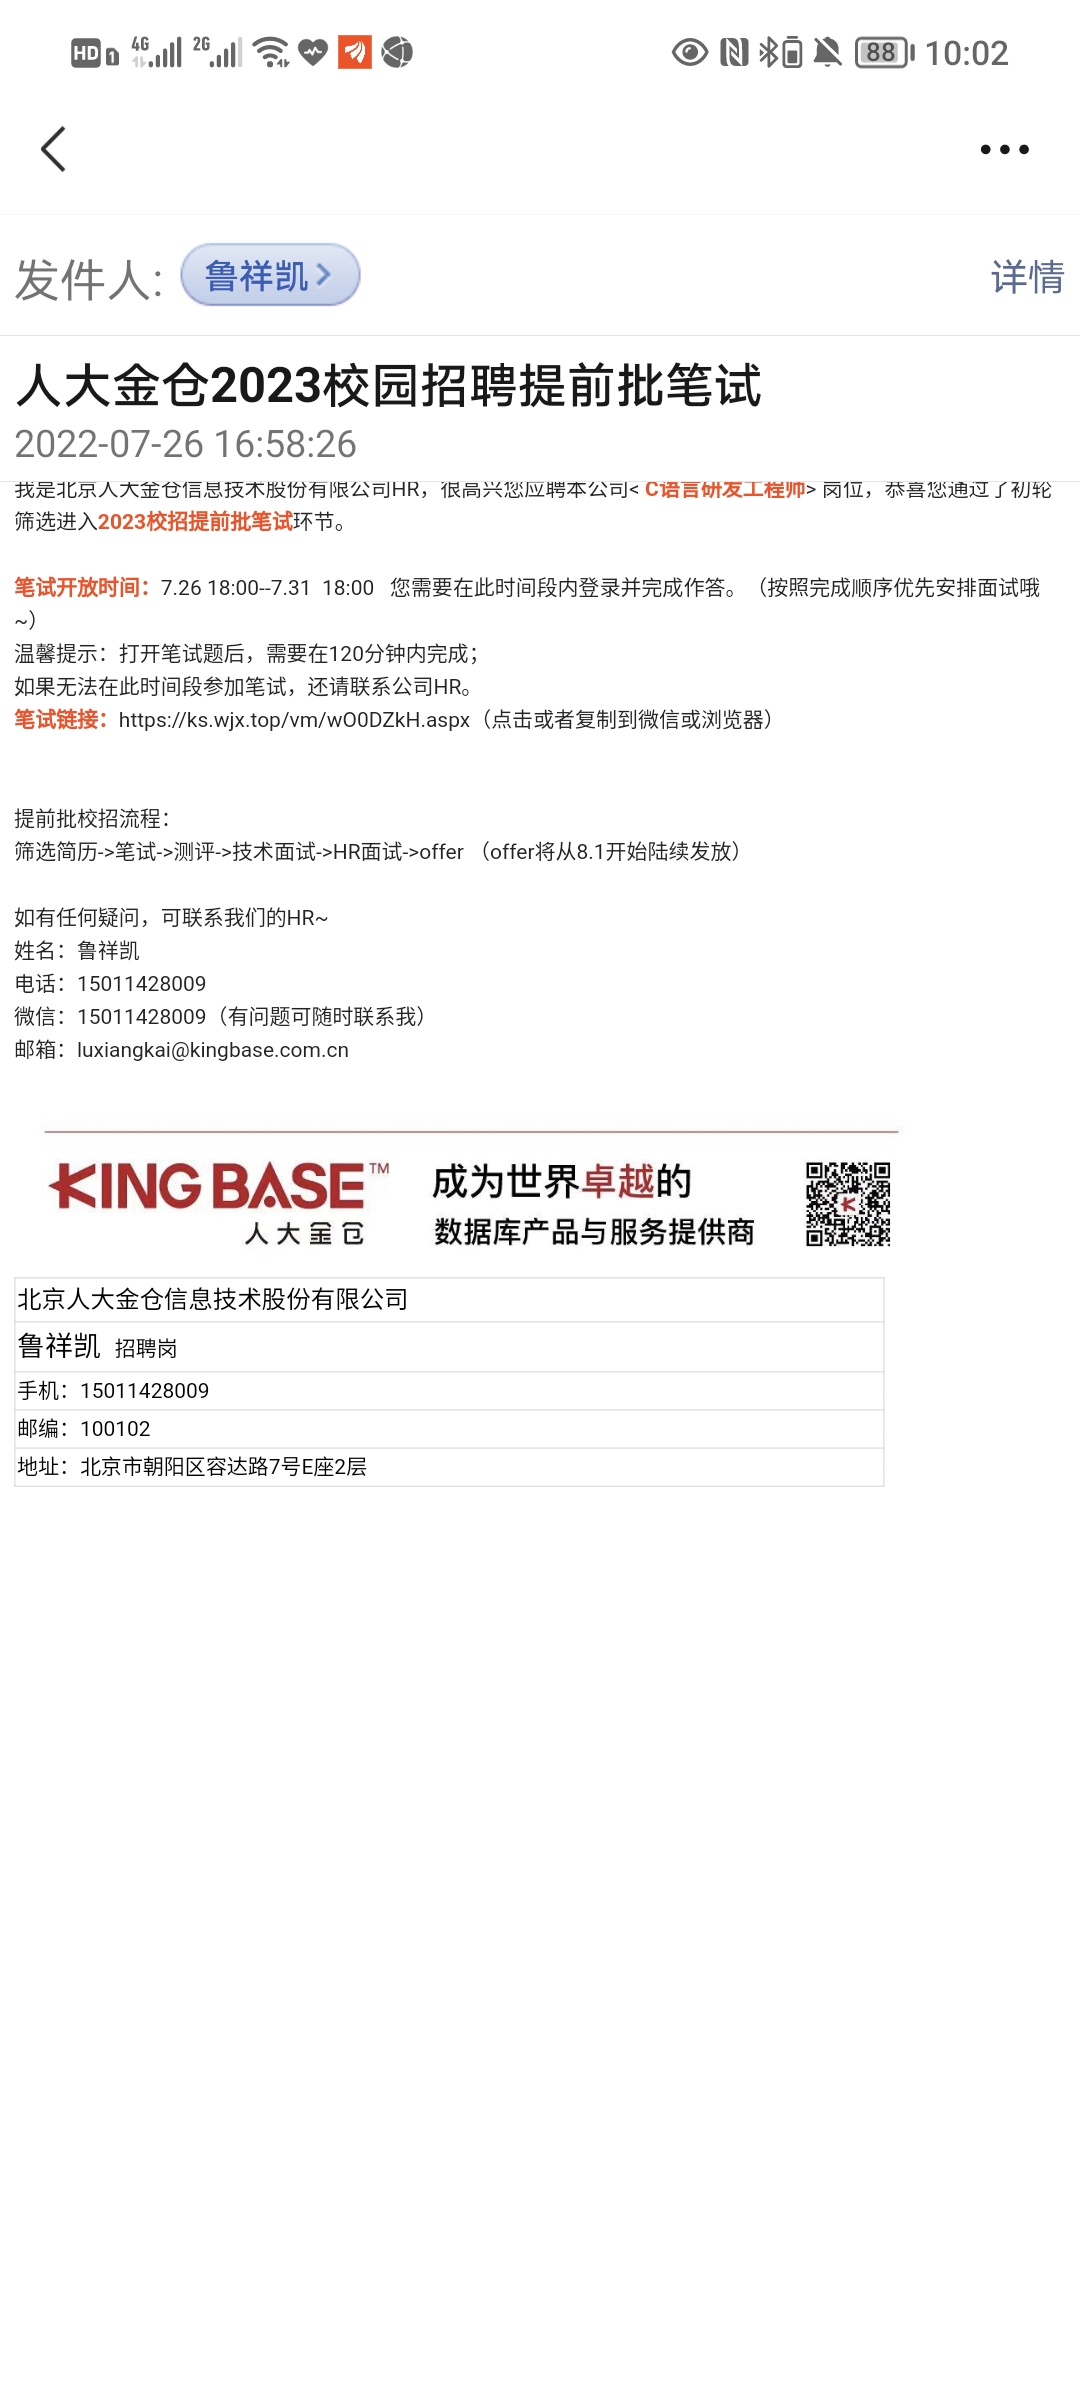 HD 1 4G 2G 88 10:02
发件人: 鲁祥凯 详情
人大金仓2023校园招聘提前批笔试
2022-07-26 16:58:26
我是北京人大金仓信息技术股份有限公司HR，很高兴您应聘本公司< C语言研发工程师> 岗位，恭喜您通过了初轮
筛选进入2023校招提前批笔试环节。
笔试开放时间：7.26 18:00--7.31  18:00   您需要在此时间段内登录并完成作答。（按照完成顺序优先安排面试哦
~）
温馨提示：打开笔试题后，需要在120分钟内完成；
如果无法在此时间段参加笔试，还请联系公司HR。
笔试链接：https://ks.wjx.top/vm/wO0DZkH.aspx（点击或者复制到微信或浏览器）
提前批校招流程：
筛选简历->笔试->测评->技术面试->HR面试->offer （offer将从8.1开始陆续发放）
如有任何疑问，可联系我们的HR~
姓名：鲁祥凯
电话：15011428009
微信：15011428009（有问题可随时联系我）
邮箱：luxiangkai@kingbase.com.cn
KINGBASE™
人大金仓
成为世界卓越的
数据库产品与服务提供商
北京人大金仓信息技术股份有限公司
鲁祥凯 招聘岗
手机：15011428009
邮编：100102
地址：北京市朝阳区容达路7号E座2层